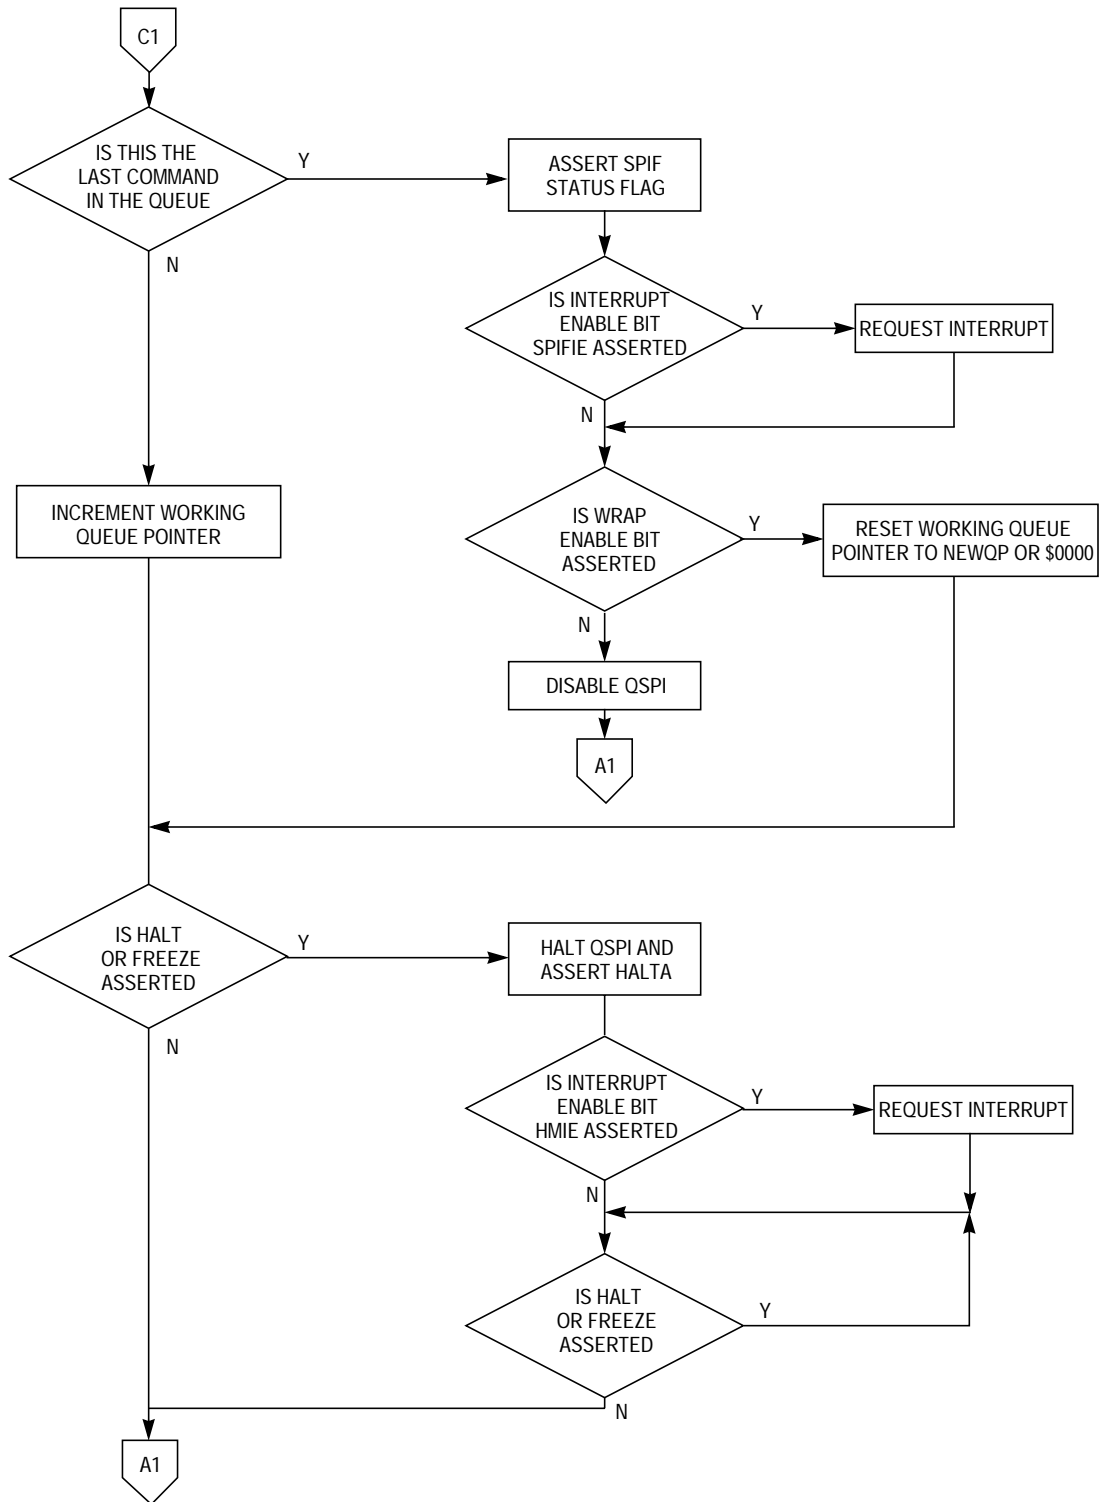 C1
IS THIS THE
LAST COMMAND
IN THE QUEUE
Y
N
ASSERT SPIF
STATUS FLAG
IS INTERRUPT
ENABLE BIT
SPIFIE ASSERTED
Y
N
REQUEST INTERRUPT
INCREMENT WORKING
QUEUE POINTER
IS WRAP
ENABLE BIT
ASSERTED
Y
N
RESET WORKING QUEUE
POINTER TO NEWQP OR $0000
DISABLE QSPI
A1
IS HALT
OR FREEZE
ASSERTED
Y
N
HALT QSPI AND
ASSERT HALTA
IS INTERRUPT
ENABLE BIT
HMIE ASSERTED
Y
N
REQUEST INTERRUPT
IS HALT
OR FREEZE
ASSERTED
Y
N
A1